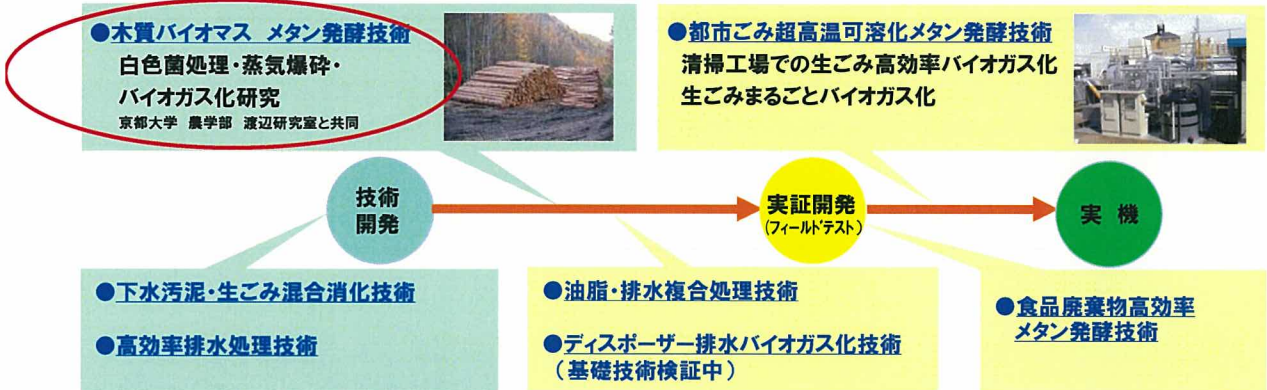 ●木質バイオマス メタン発酵技術
白色菌処理・蒸気爆砕・
バイオガス化研究
京都大学 農学部 渡辺研究室と共同
●都市ごみ超高温可溶化メタン発酵技術
清掃工場での生ごみ高効率バイオガス化
生ごみまるごとバイオガス化
技術
開発
実証開発
(フィールドテスト)
実 機
●下水汚泥・生ごみ混合消化技術
●高効率排水処理技術
●油脂・排水複合処理技術
●ディスポーザー排水バイオガス化技術
(基礎技術検証中)
●食品廃棄物高効率
メタン発酵技術